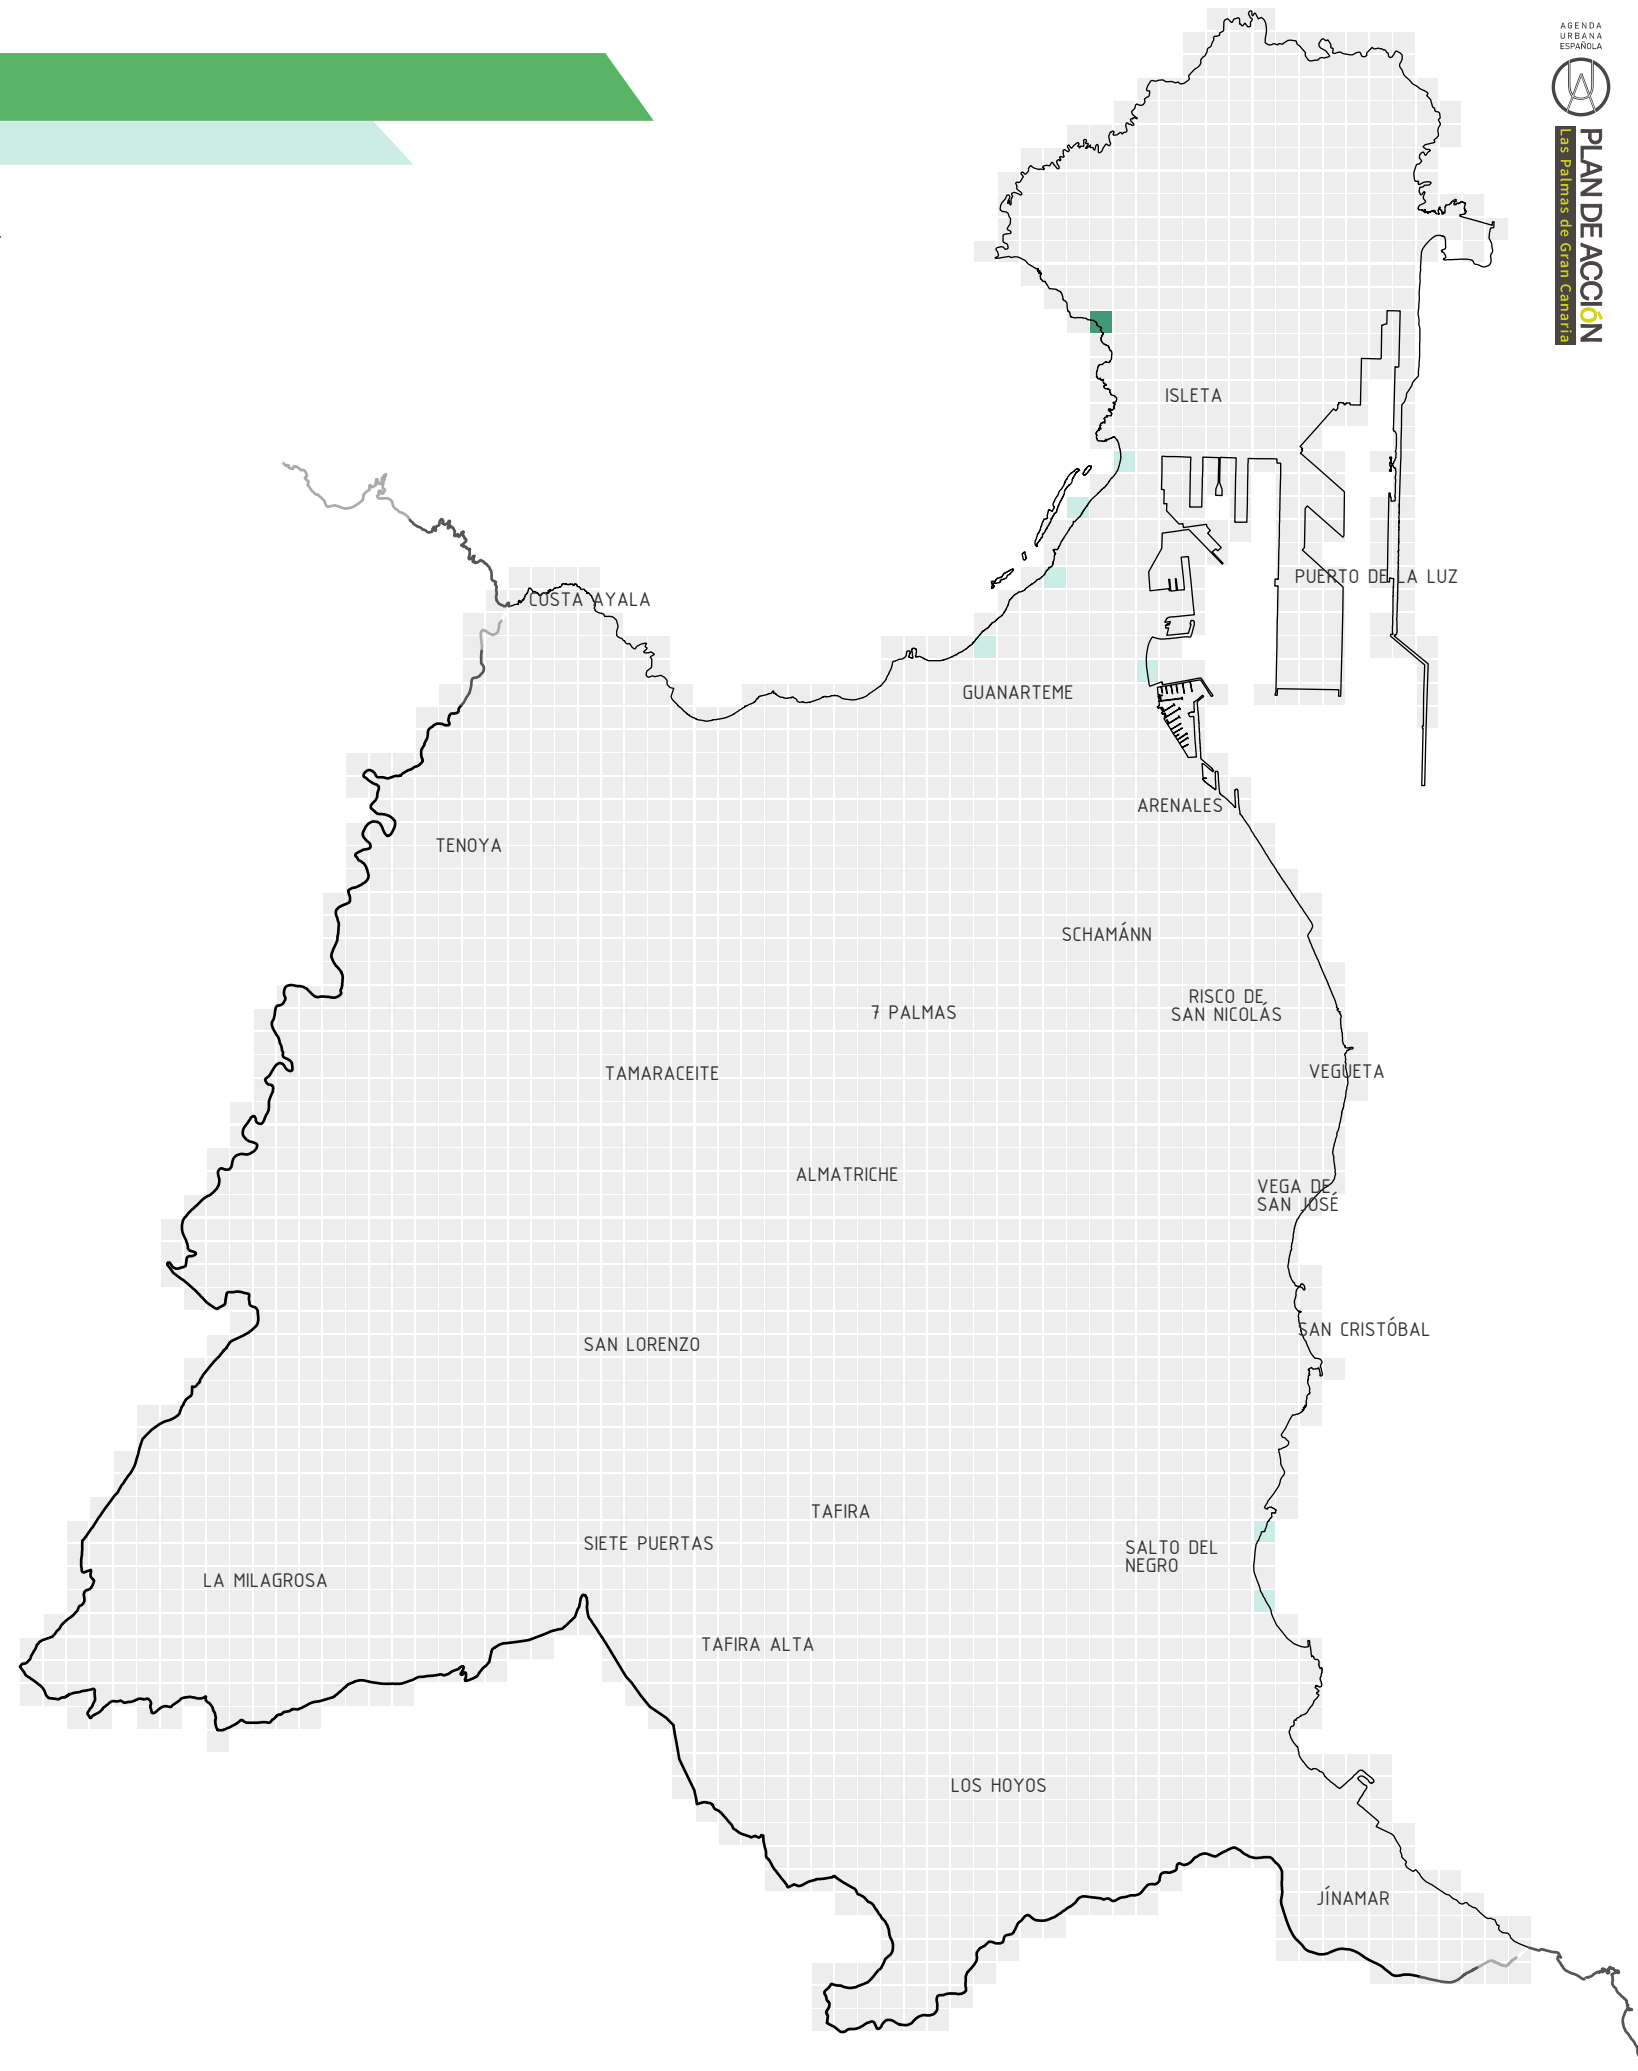 AGENDA
URBANA
ESPAÑOLA
PLAN DE ACCIÓN
Las Palmas de Gran Canaria
ISLETA
PUERTO DE LA LUZ
COSTA AYALA
GUANARTEME
ARENALES
TENOYA
SCHAMÁNN
RISCO DE
SAN NICOLÁS
7 PALMAS
VEGUETA
TAMARACEITE
ALMATRICHE
VEGA DE
SAN JOSÉ
SAN CRISTÓBAL
SAN LORENZO
TAFIRA
SIETE PUERTAS
SALTO DEL
NEGRO
LA MILAGROSA
TAFIRA ALTA
LOS HOYOS
JÍNAMAR